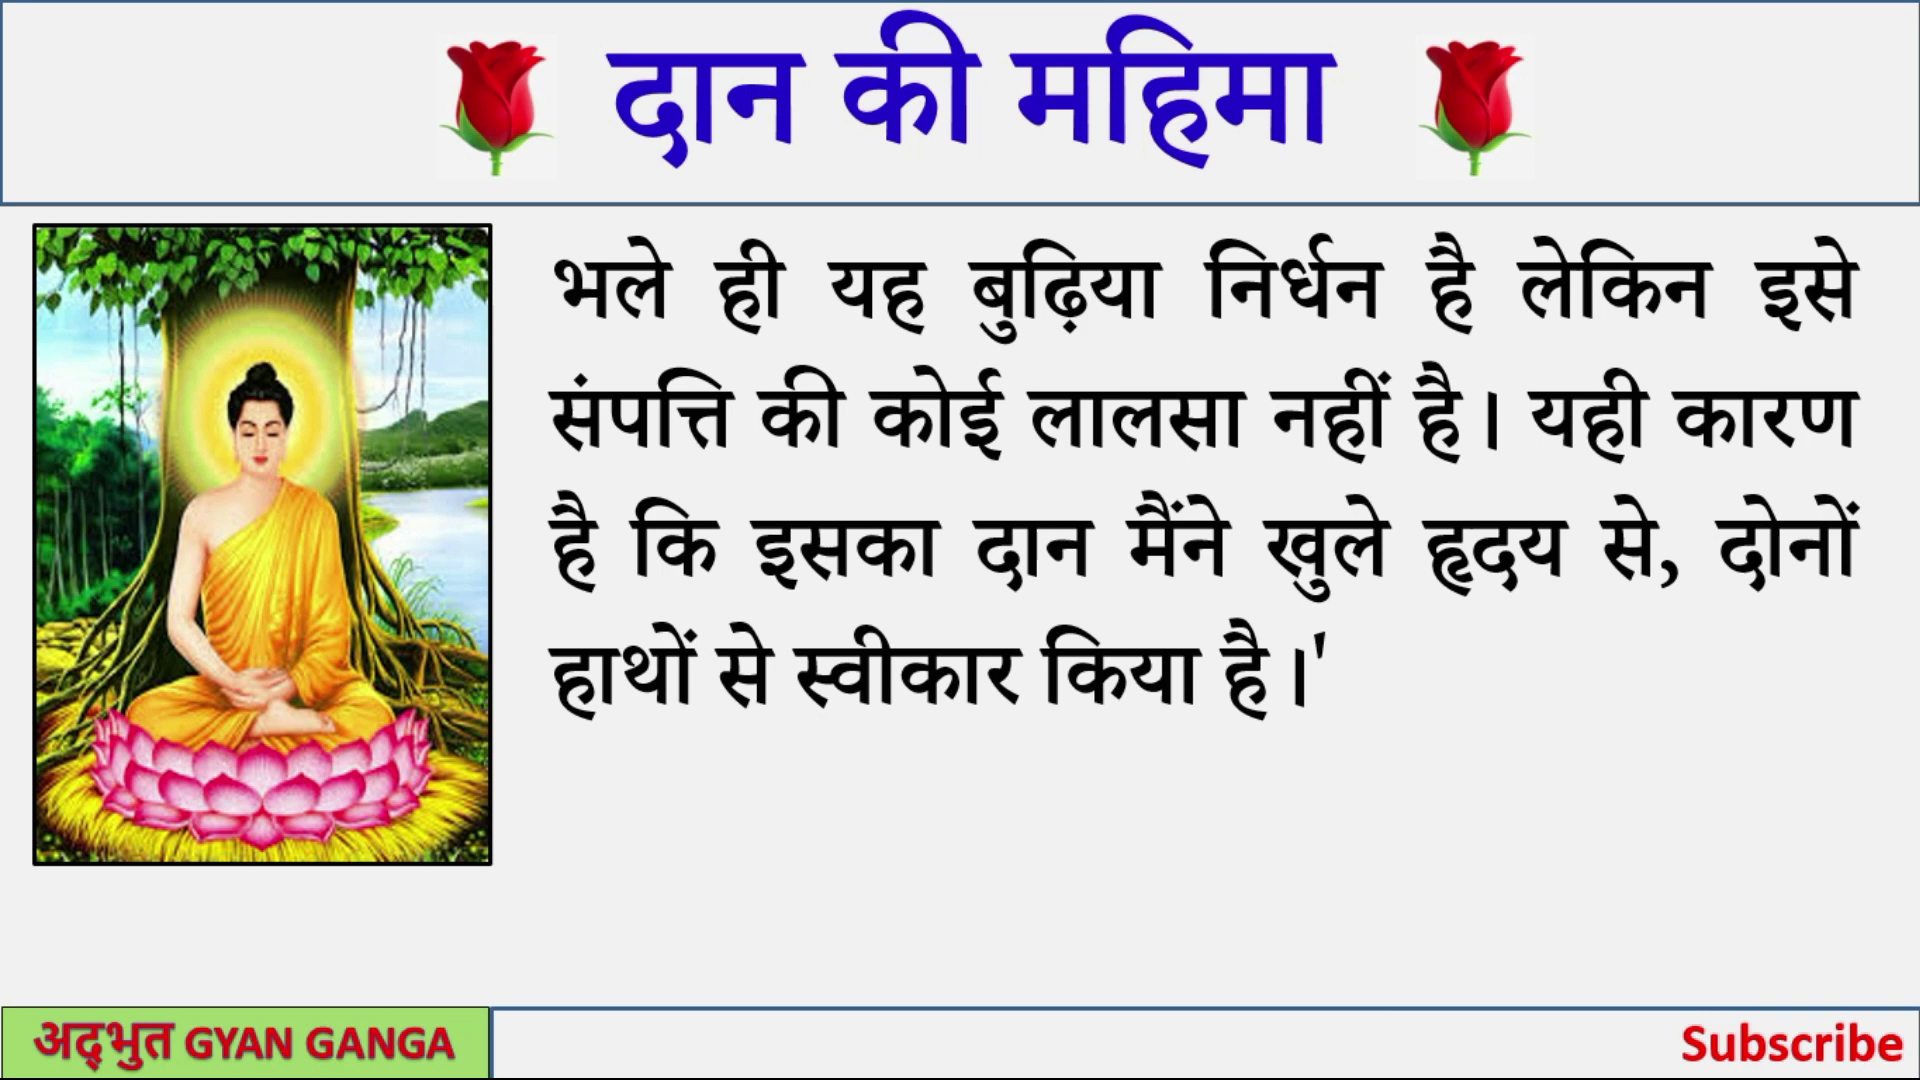 दान की महिमा
भले ही यह बुढ़िया निर्धन है लेकिन इसे
संपत्ति की कोई लालसा नहीं है। यही कारण
है कि इसका दान मैंने खुले हृदय से, दोनों
हाथों से स्वीकार किया है।'
अद्भुत GYAN GANGA
Subscribe